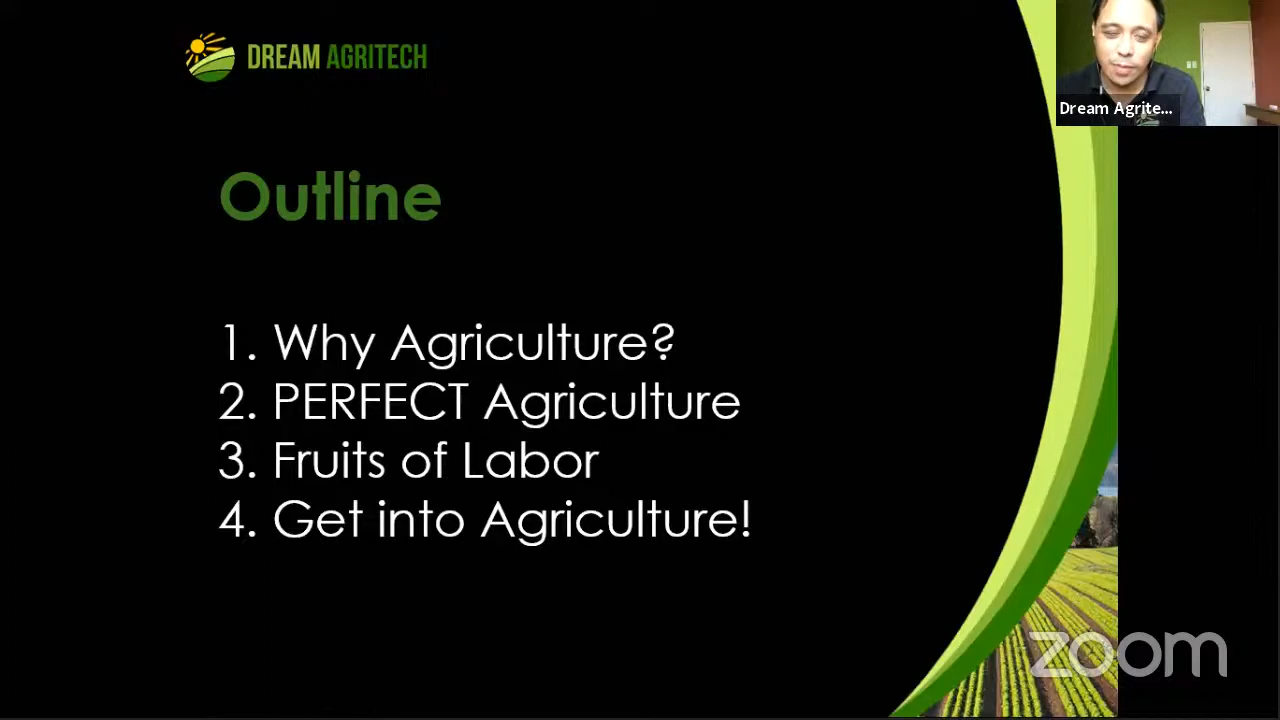 DREAM AGRITECH
Dream Agrite...
Outline
1. Why Agriculture?
2. PERFECT Agriculture
3. Fruits of Labor
4. Get into Agriculture!
zoom